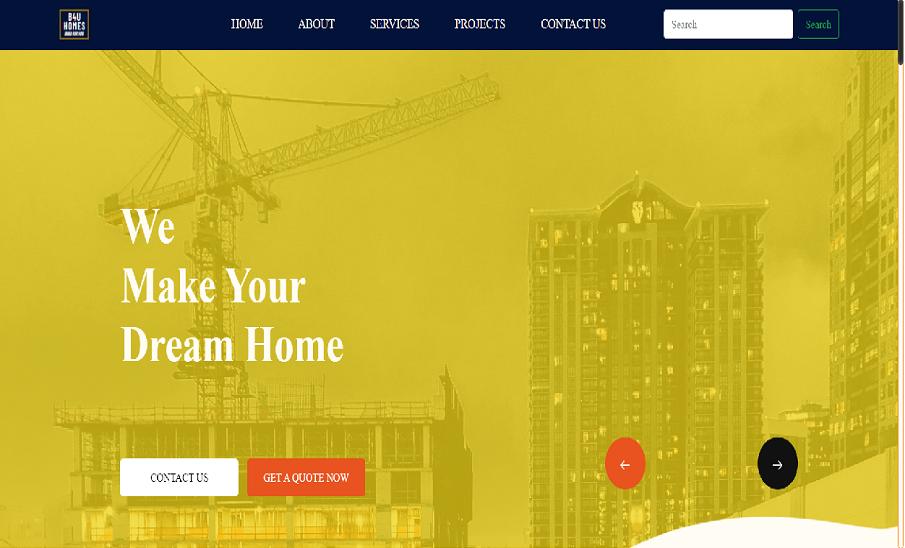 B4U
HOMES
HOME
ABOUT
SERVICES
PROJECTS
CONTACT US
Search
Search
We
Make Your
Dream Home
CONTACT US
GET A QUOTE NOW